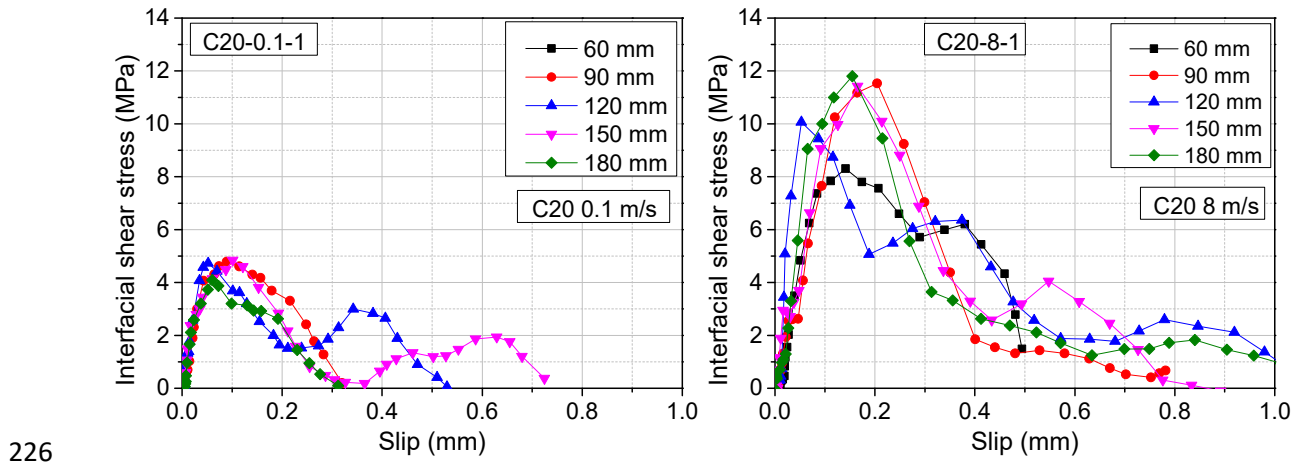 14
12
10
8
6
4
2
0
Interfacial shear stress (MPa)
C20-0.1-1
60 mm
90 mm
120 mm
150 mm
180 mm
C20 0.1 m/s
0.0 0.2 0.4 0.6 0.8 1.0
Slip (mm)
14
12
10
8
6
4
2
0
Interfacial shear stress (MPa)
C20-8-1
60 mm
90 mm
120 mm
150 mm
180 mm
C20 8 m/s
0.0 0.2 0.4 0.6 0.8 1.0
Slip (mm)
226